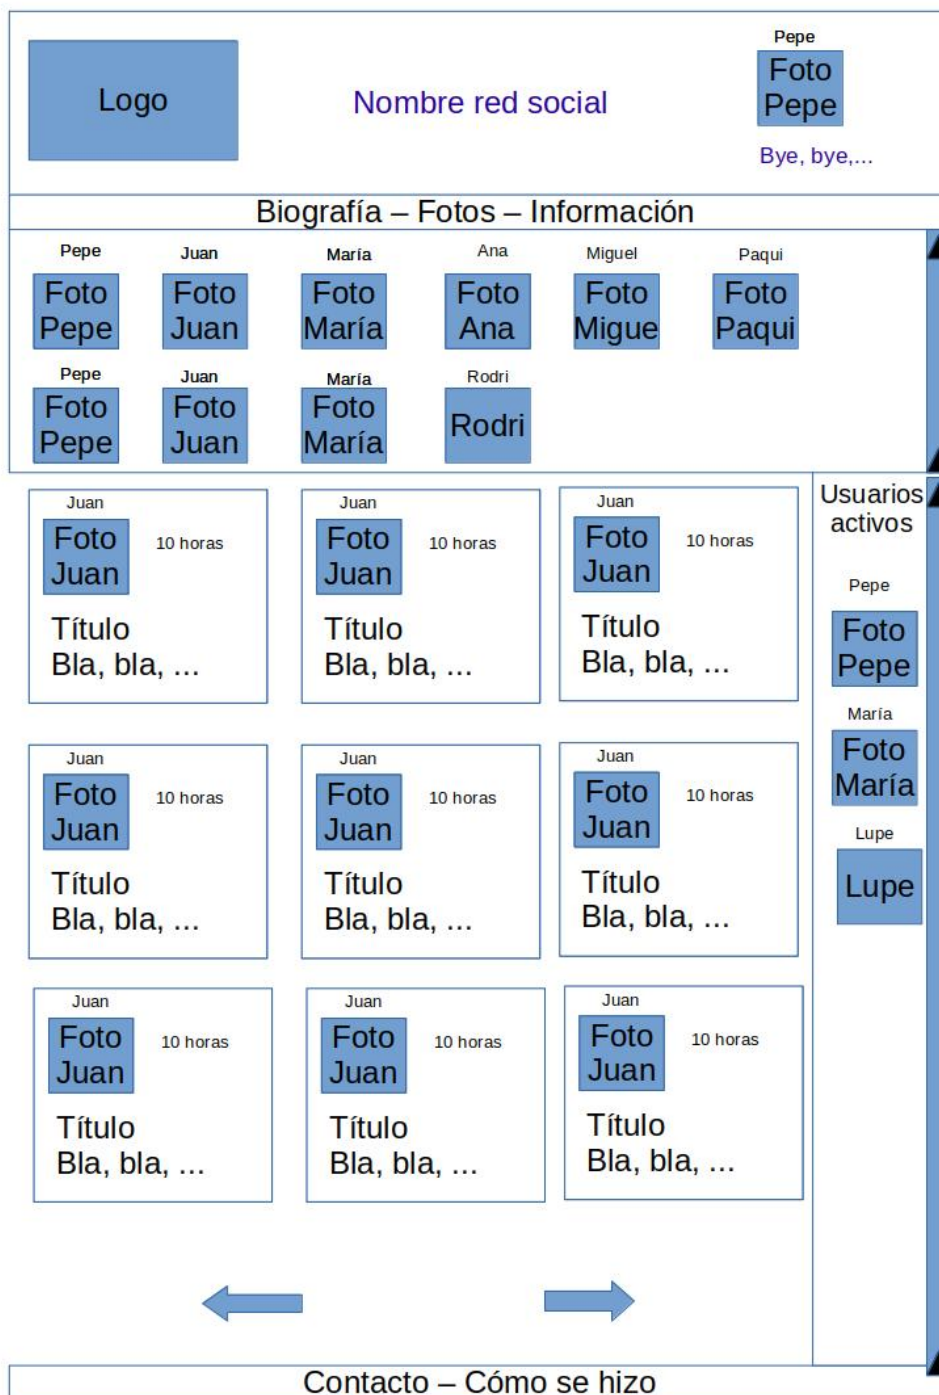 Logo
Nombre red social
Pepe
Foto
Pepe
Bye, bye,...
Biografía – Fotos – Información
Pepe
Foto
Pepe
Juan
Foto
Juan
María
Foto
María
Ana
Foto
Ana
Miguel
Foto
Migue
Paqui
Foto
Paqui
Pepe
Foto
Pepe
Juan
Foto
Juan
María
Foto
María
Rodri
Rodri
Juan
Foto
Juan
10 horas
Título
Bla, bla, ...
Juan
Foto
Juan
10 horas
Título
Bla, bla, ...
Juan
Foto
Juan
10 horas
Título
Bla, bla, ...
Juan
Foto
Juan
10 horas
Título
Bla, bla, ...
Juan
Foto
Juan
10 horas
Título
Bla, bla, ...
Juan
Foto
Juan
10 horas
Título
Bla, bla, ...
Juan
Foto
Juan
10 horas
Título
Bla, bla, ...
Juan
Foto
Juan
10 horas
Título
Bla, bla, ...
Juan
Foto
Juan
10 horas
Título
Bla, bla, ...
Usuarios
activos
Pepe
Foto
Pepe
María
Foto
María
Lupe
Lupe
Contacto – Cómo se hizo